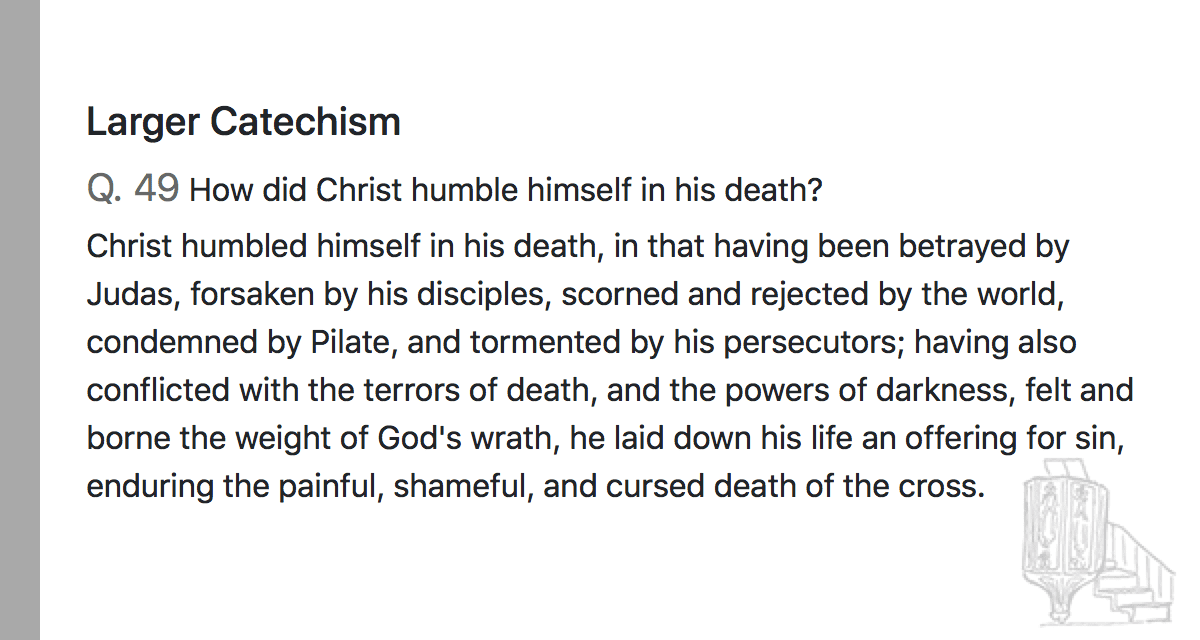 Larger Catechism
Q. 49 How did Christ humble himself in his death?
Christ humbled himself in his death, in that having been betrayed by
Judas, forsaken by his disciples, scorned and rejected by the world,
condemned by Pilate, and tormented by his persecutors; having also
conflicted with the terrors of death, and the powers of darkness, felt and
borne the weight of God's wrath, he laid down his life an offering for sin,
enduring the painful, shameful, and cursed death of the cross.